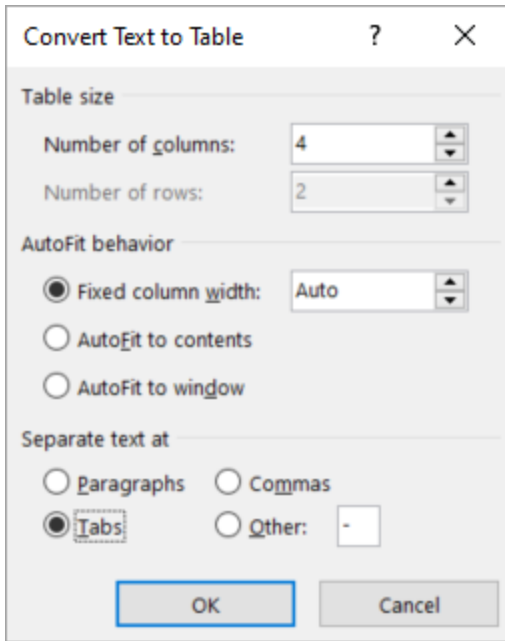 Convert Text to Table ?
Table size
Number of columns: 4
Number of rows: 2
AutoFit behavior
Fixed column width: Auto
AutoFit to contents
AutoFit to window
Separate text at
Paragraphs Commas
Tabs Other: -
OK Cancel